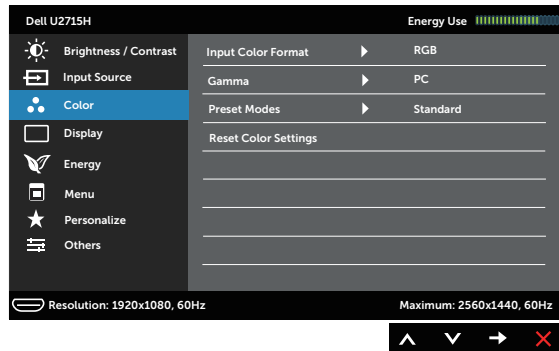 Dell U2715H Energy Use
Brightness / Contrast Input Color Format RGB
Input Source Gamma PC
Color Preset Modes Standard
Display Reset Color Settings
Energy
Menu
Personalize
Others
Resolution: 1920x1080, 60Hz Maximum: 2560x1440, 60Hz